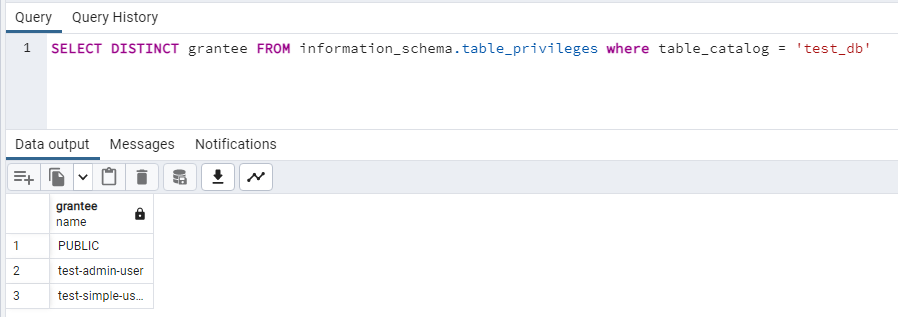 Query Query History
1 SELECT DISTINCT grantee FROM information_schema.table_privileges where table_catalog = 'test_db'
Data output Messages Notifications
grantee
name
1 PUBLIC
2 test-admin-user
3 test-simple-us...